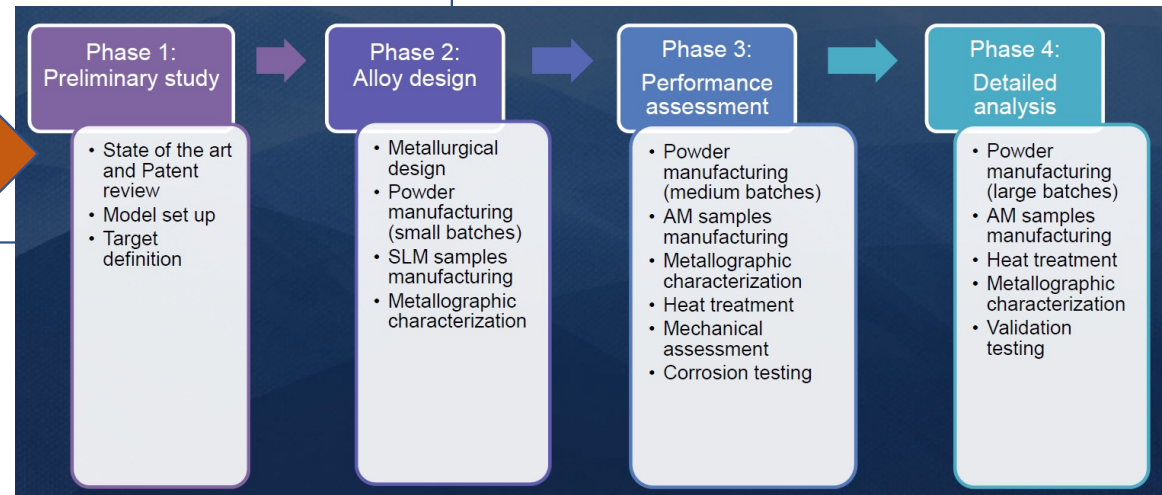 Phase 1:
Preliminary study
• State of the art
and Patent
review
• Model set up
• Target
definition
Phase 2:
Alloy design
• Metallurgical
design
• Powder
manufacturing
(small batches)
• SLM samples
manufacturing
• Metallographic
characterization
Phase 3:
Performance
assessment
• Powder
manufacturing
(medium batches)
• AM samples
manufacturing
• Metallographic
characterization
• Heat treatment
• Mechanical
assessment
• Corrosion testing
Phase 4:
Detailed
analysis
• Powder
manufacturing
(large batches)
• AM samples
manufacturing
• Heat treatment
• Metallographic
characterization
• Validation
testing